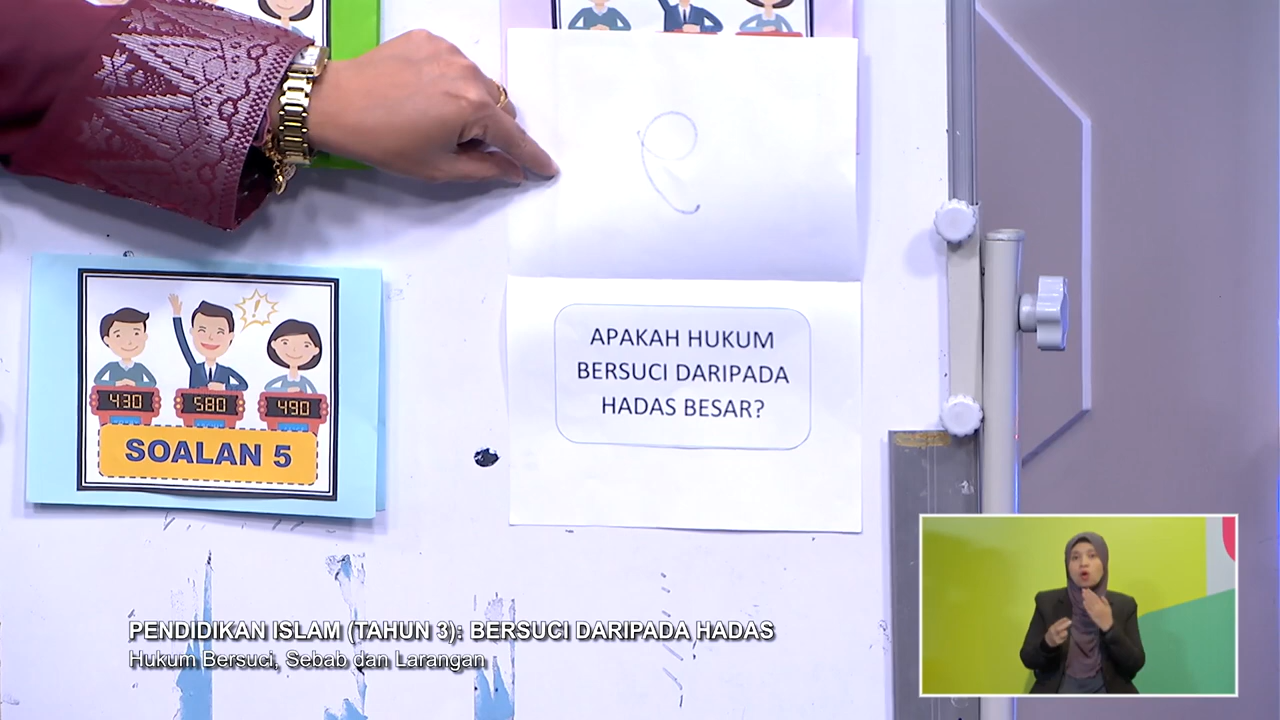 APAKAH HUKUM
BERSUCI DARIPADA
HADAS BESAR?
!
430
580
490
SOALAN 5
PENDIDIKAN ISLAM (TAHUN 3): BERSUCI DARIPADA HADAS
Hukum Bersuci, Sebab dan Larangan